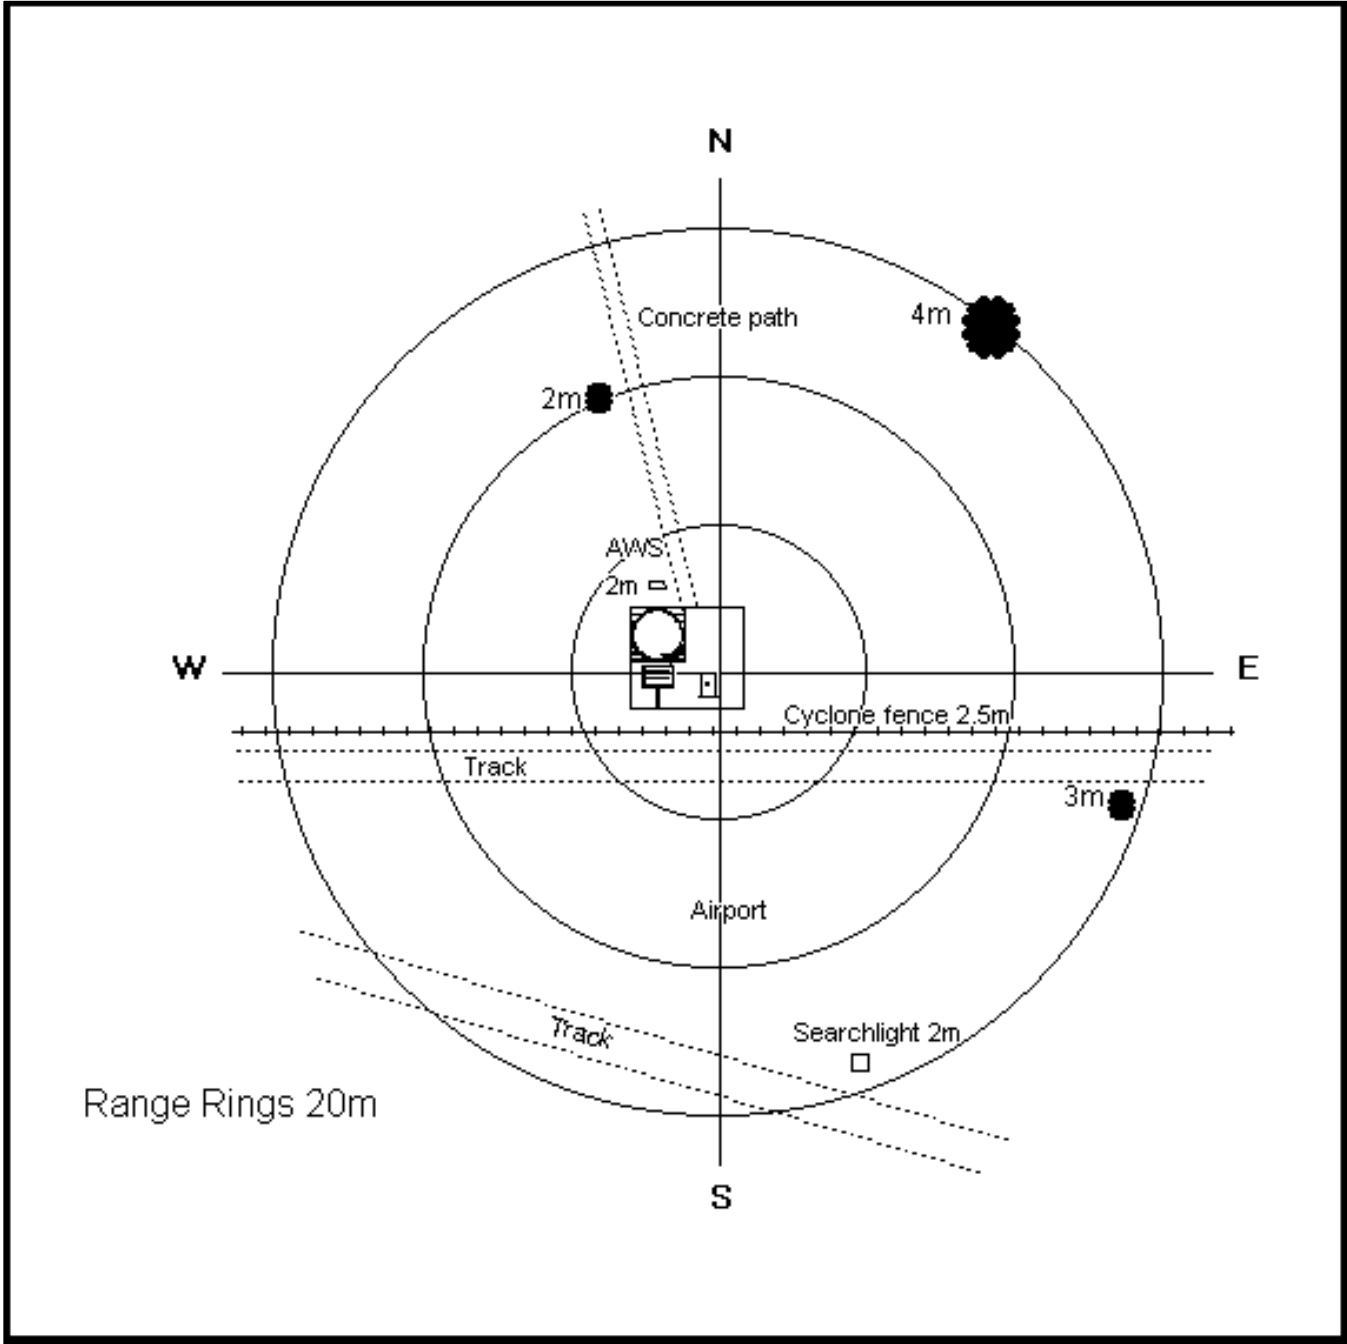 N
4m
Concrete path
2m
AWS
2m
W
E
Cyclone fence 2.5m
Track
3m
Airport
Track
Searchlight 2m
Range Rings 20m
S